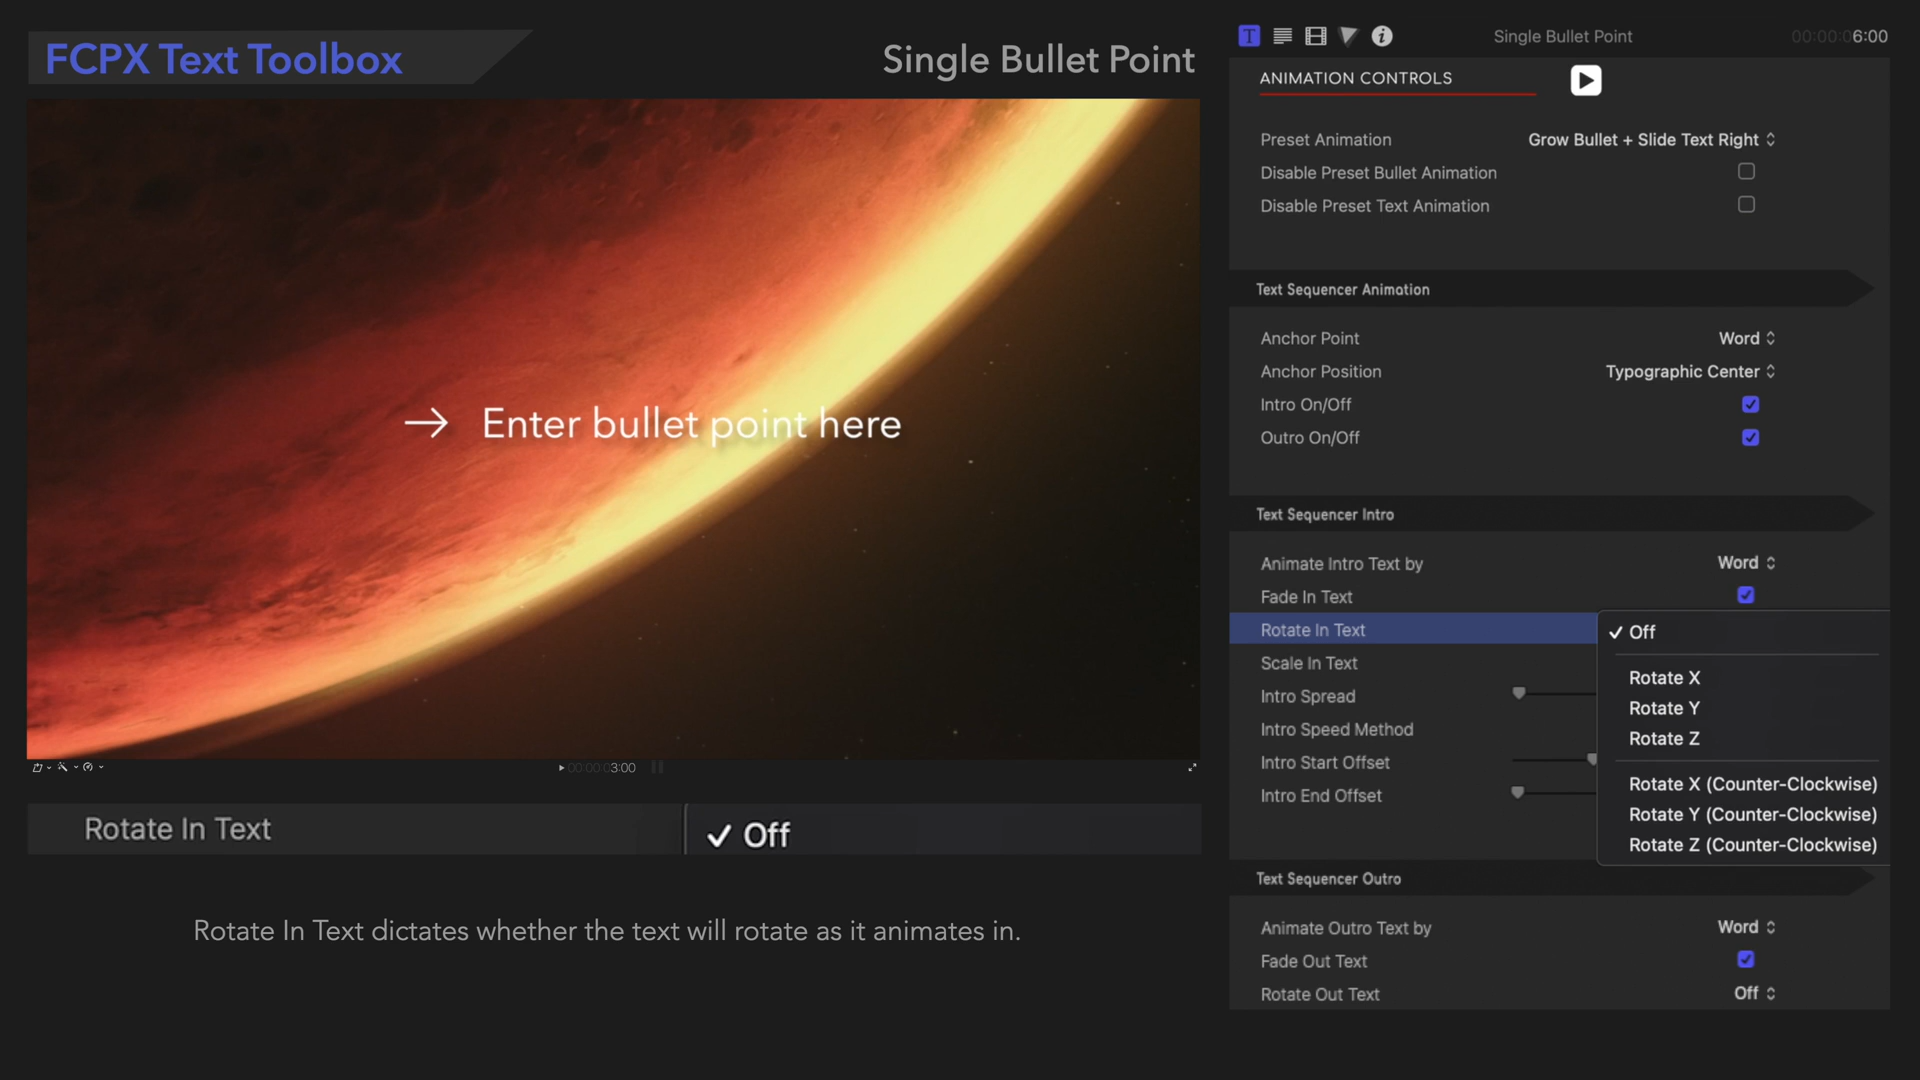 FCPX Text Toolbox
Single Bullet Point
Enter bullet point here
00:00:03:00
Rotate In Text
✓ Off
Rotate In Text dictates whether the text will rotate as it animates in.
Single Bullet Point
00:00:06:00
ANIMATION CONTROLS
Preset Animation Grow Bullet + Slide Text Right
Disable Preset Bullet Animation
Disable Preset Text Animation
Text Sequencer Animation
Anchor Point Word
Anchor Position Typographic Center
Intro On/Off
Outro On/Off
Text Sequencer Intro
Animate Intro Text by Word
Fade In Text
Rotate In Text
Scale In Text
Intro Spread
Intro Speed Method
Intro Start Offset
Intro End Offset
✓ Off
Rotate X
Rotate Y
Rotate Z
Rotate X (Counter-Clockwise)
Rotate Y (Counter-Clockwise)
Rotate Z (Counter-Clockwise)
Text Sequencer Outro
Animate Outro Text by Word
Fade Out Text
Rotate Out Text Off